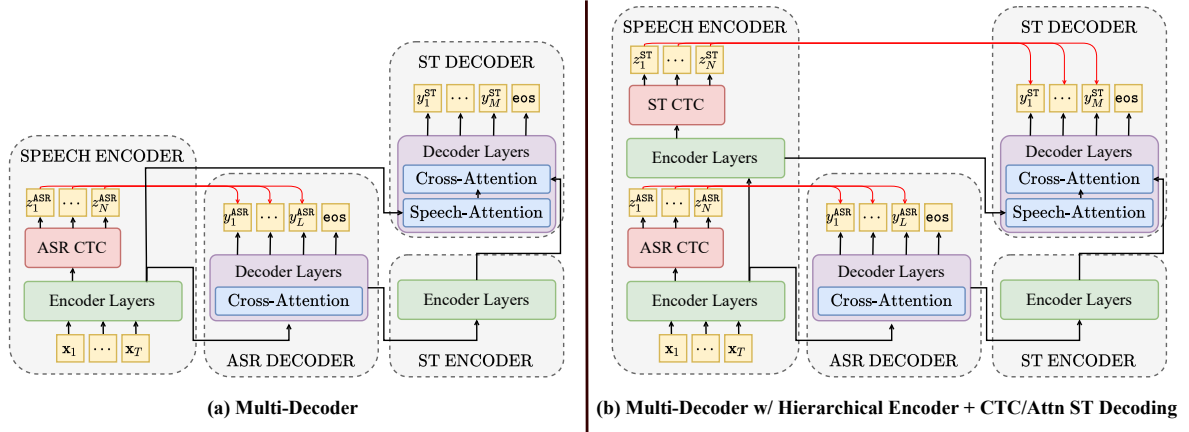 ST DECODER
y_1^ST ... y_M^ST eos
Decoder Layers
Cross-Attention
Speech-Attention
SPEECH ENCODER
z_1^ASR ... z_N^ASR
ASR CTC
Encoder Layers
x_1 ... x_T
y_1^ASR ... y_L^ASR eos
Decoder Layers
Cross-Attention
ASR DECODER
Encoder Layers
ST ENCODER
(a) Multi-Decoder
SPEECH ENCODER
z_1^ST ... z_N^ST
ST CTC
Encoder Layers
z_1^ASR ... z_N^ASR
ASR CTC
Encoder Layers
x_1 ... x_T
ST DECODER
y_1^ST ... y_M^ST eos
Decoder Layers
Cross-Attention
Speech-Attention
y_1^ASR ... y_L^ASR eos
Decoder Layers
Cross-Attention
ASR DECODER
Encoder Layers
ST ENCODER
(b) Multi-Decoder w/ Hierarchical Encoder + CTC/Attn ST Decoding